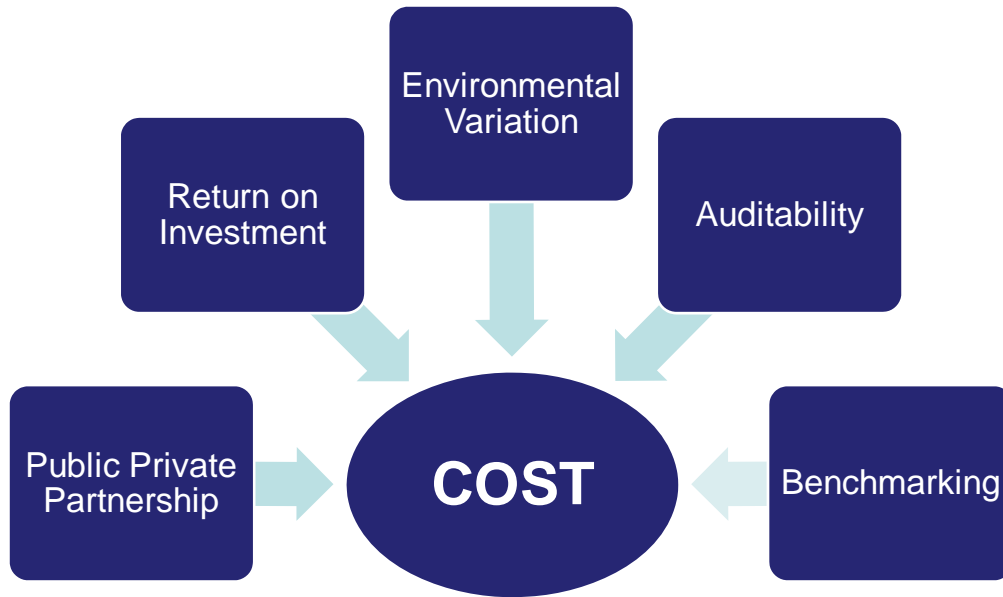 Environmental
Variation
Return on
Investment
Auditability
Public Private
Partnership
COST
Benchmarking